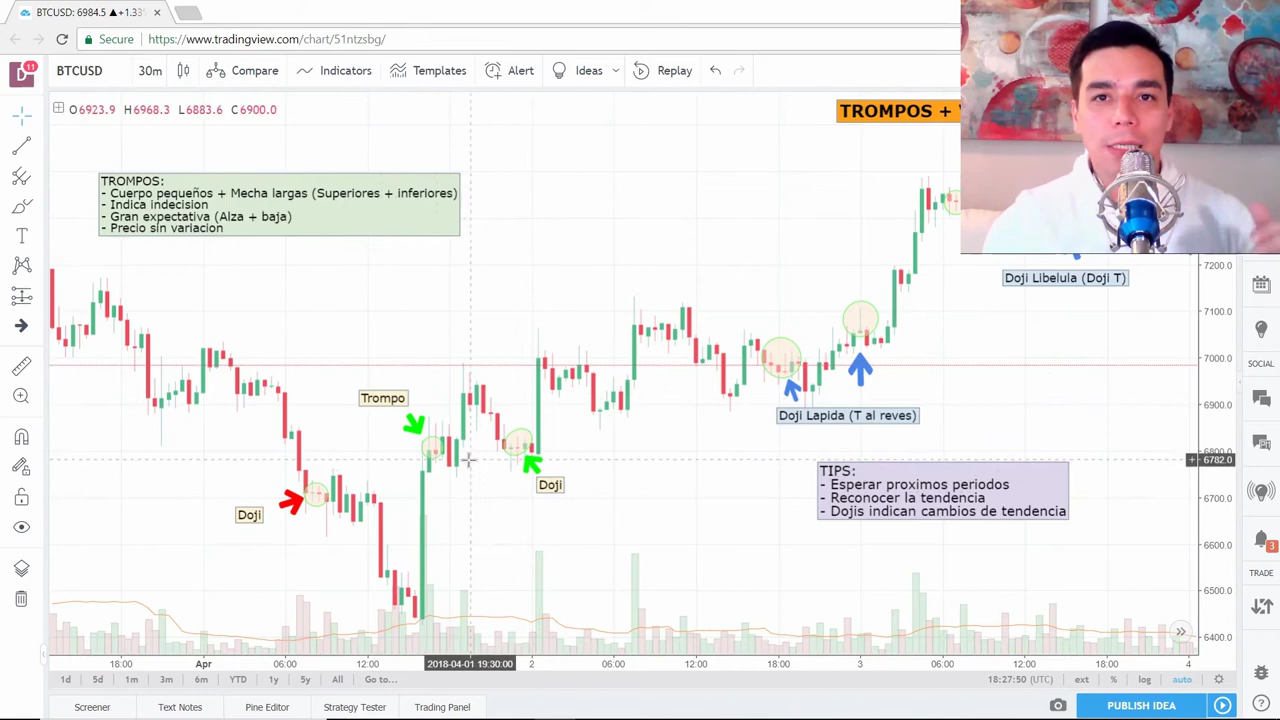 BTCUSD: 6984.5 ▲+1.33%
Secure
https://www.tradingview.com/chart/51ntzsbg/
11
BTCUSD
30m
Compare
Indicators
Templates
Alert
Ideas
Replay
O6923.9 H6968.3 L6883.6 C6900.0
TROMPOS +
TROMPOS:
- Cuerpo pequeños + Mecha largas (Superiores + inferiores)
- Indica indecision
- Gran expectativa (Alza + baja)
- Precio sin variacion
Doji Libelula (Doji T)
Trompo
Doji
Doji
Doji Lapida (T al reves)
TIPS:
- Esperar proximos periodos
- Reconocer la tendencia
- Dojis indican cambios de tendencia
7200.0
7100.0
7000.0
6900.0
6782.0
6700.0
6600.0
6500.0
6400.0
SOCIAL
3
TRADE
18:00
Apr
06:00
12:00
2018-04-01 19:30:00
2
06:00
12:00
18:00
3
06:00
12:00
18:00
4
1d
5d
1m
3m
6m
YTD
1y
5y
All
Go to...
18:27:50 (UTC)
ext
%
log
auto
Screener
Text Notes
Pine Editor
Strategy Tester
Trading Panel
PUBLISH IDEA